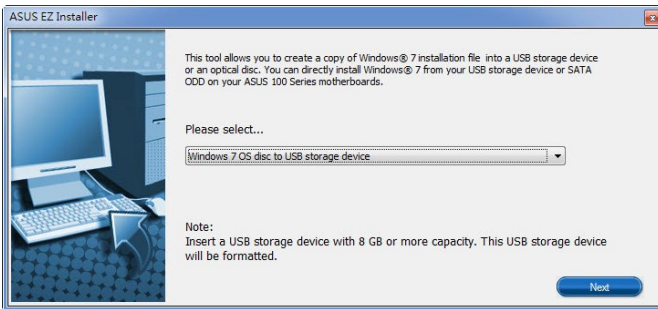 ASUS EZ Installer
This tool allows you to create a copy of Windows® 7 installation file into a USB storage device
or an optical disc. You can directly install Windows® 7 from your USB storage device or SATA
ODD on your ASUS 100 Series motherboards.
Please select...
Windows 7 OS disc to USB storage device
Note:
Insert a USB storage device with 8 GB or more capacity. This USB storage device
will be formatted.
Next